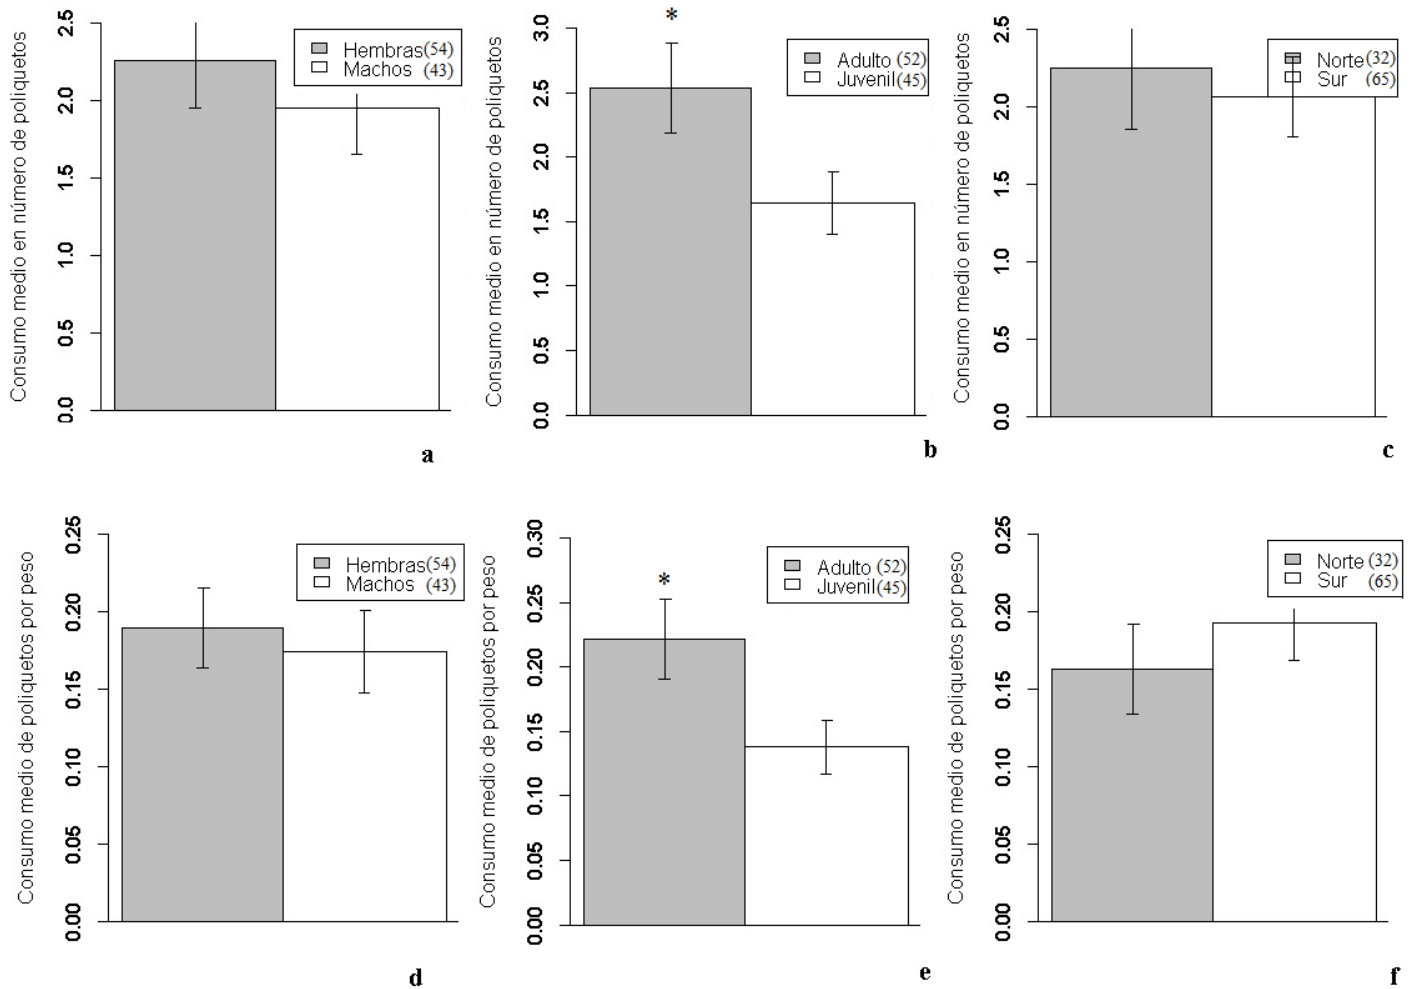 Consumo medio en número de poliquetos
0.0 0.5 1.0 1.5 2.0 2.5
Hembras (54)
Machos (43)
a
Consumo medio en número de poliquetos
0.0 0.5 1.0 1.5 2.0 2.5 3.0
*
Adulto (52)
Juvenil (45)
b
Consumo medio en número de poliquetos
0.0 0.5 1.0 1.5 2.0 2.5
Norte (32)
Sur (65)
c
Consumo medio de poliquetos por peso
0.00 0.05 0.10 0.15 0.20 0.25
Hembras (54)
Machos (43)
d
Consumo medio de poliquetos por peso
0.00 0.05 0.10 0.15 0.20 0.25 0.30
*
Adulto (52)
Juvenil (45)
e
Consumo medio de poliquetos por peso
0.00 0.05 0.10 0.15 0.20 0.25
Norte (32)
Sur (65)
f